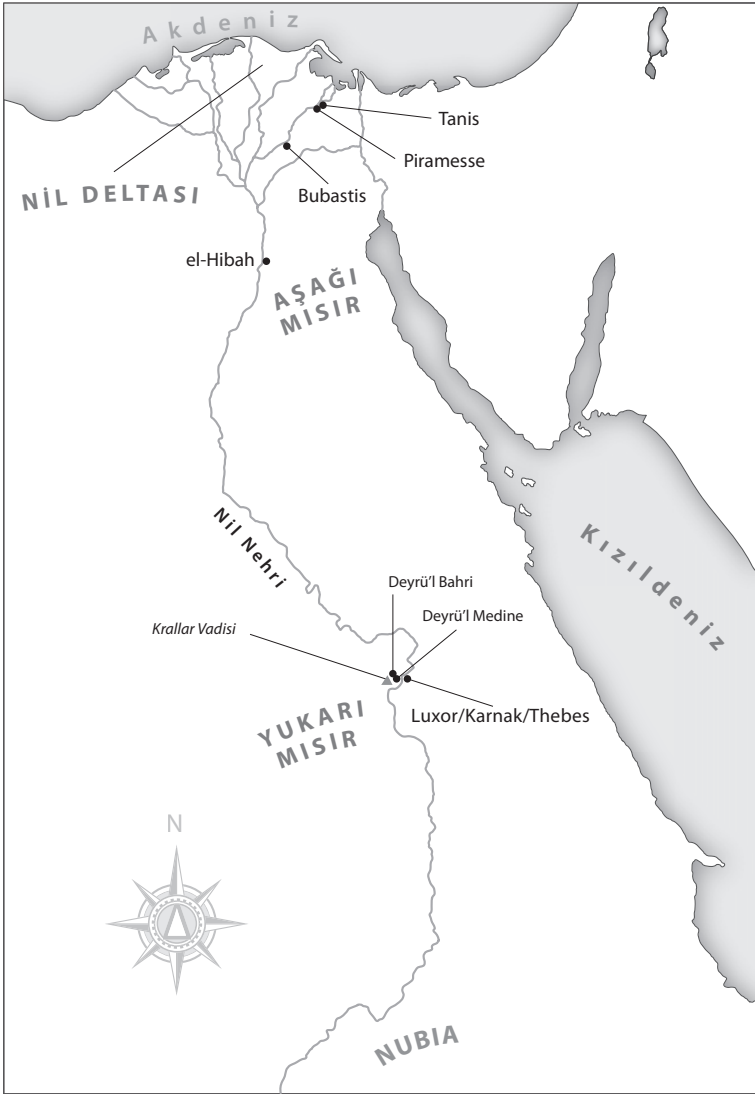 Akdeniz
Tanis
Piramesse
NİL DELTASI
Bubastis
el-Hibah
AŞAĞI
MISIR
Nil Nehri
Kızıldeniz
Deyrü’l Bahri
Deyrü’l Medine
Krallar Vadisi
Luxor/Karnak/Thebes
YUKARI
MISIR
N
NUBIA